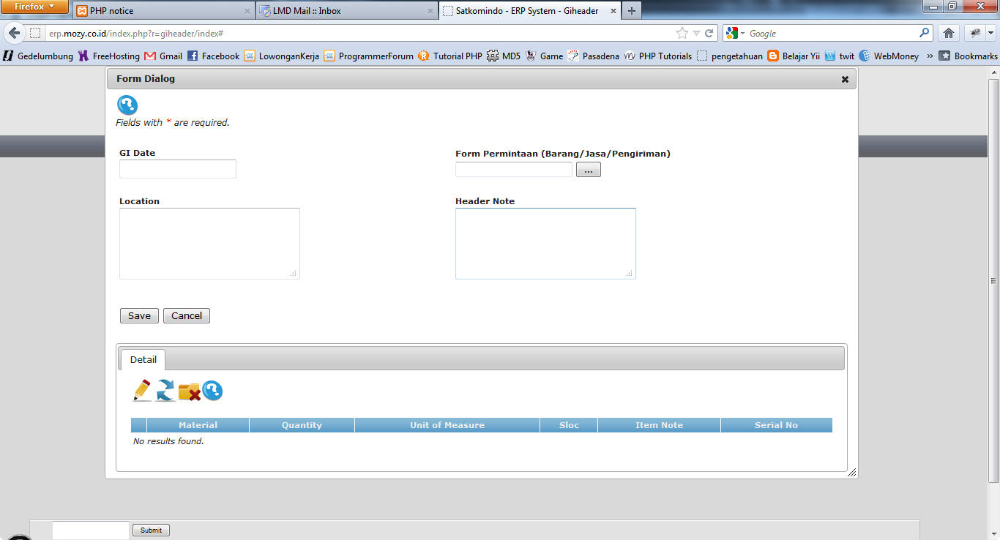 Firefox
PHP notice
LMD Mail :: Inbox
Satkomindo - ERP System - Giheader
erp.mozy.co.id/index.php?r=giheader/index#
Google
Gedelumbung FreeHosting Gmail Facebook LowonganKerja ProgrammerForum Tutorial PHP MD5 Game Pasadena PHP Tutorials pengetahuan Belajar Yii twit WebMoney » Bookmarks
Form Dialog
Fields with * are required.
GI Date
Form Permintaan (Barang/Jasa/Pengiriman)
...
Location
Header Note
Save Cancel
Detail
Material Quantity Unit of Measure Sloc Item Note Serial No
No results found.
Submit